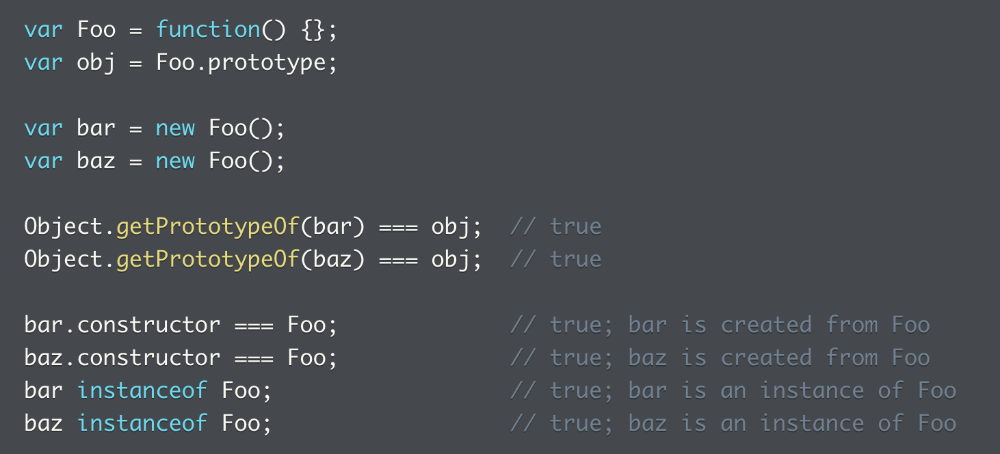 var Foo = function() {};
var obj = Foo.prototype;
var bar = new Foo();
var baz = new Foo();
Object.getPrototypeOf(bar) === obj;  // true
Object.getPrototypeOf(baz) === obj;  // true
bar.constructor === Foo;             // true; bar is created from Foo
baz.constructor === Foo;             // true; baz is created from Foo
bar instanceof Foo;                  // true; bar is an instance of Foo
baz instanceof Foo;                  // true; baz is an instance of Foo